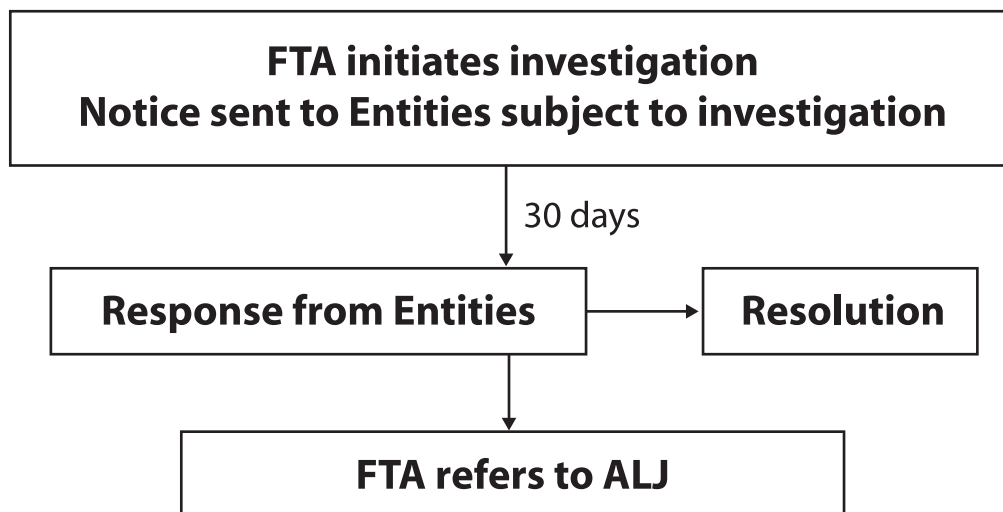 FTA initiates investigation
Notice sent to Entities subject to investigation
30 days
Response from Entities
Resolution
FTA refers to ALJ